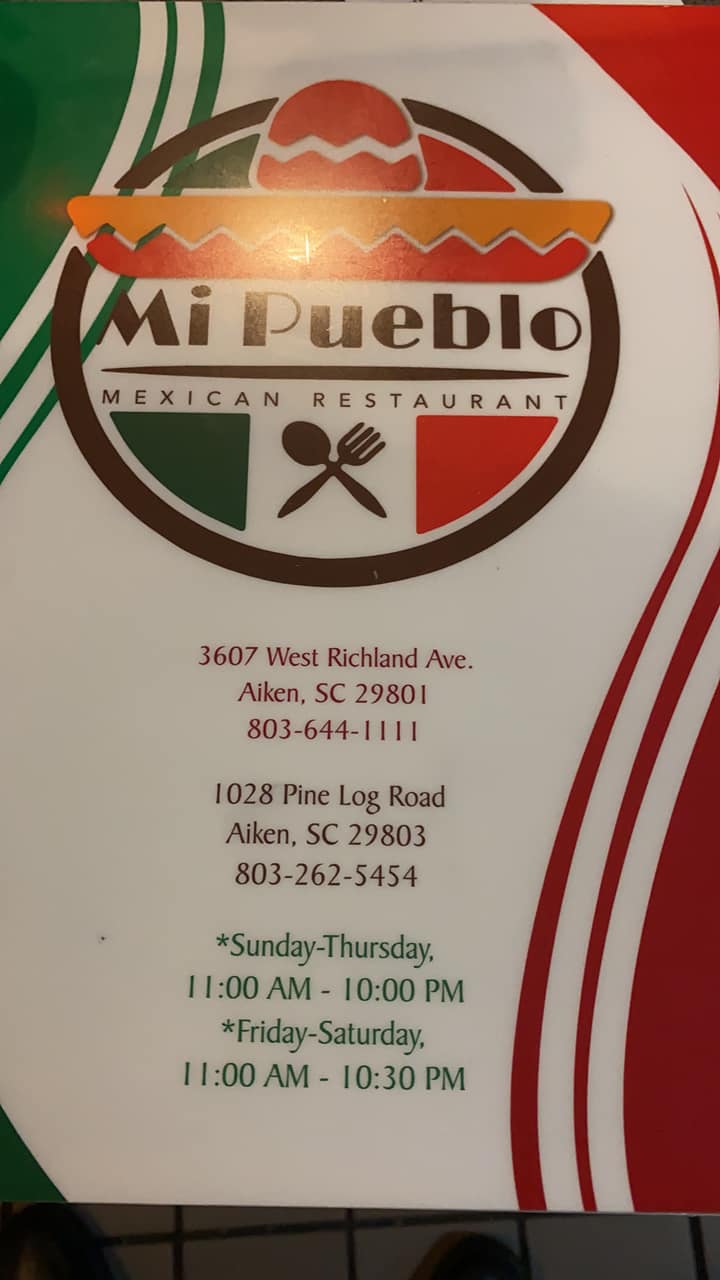 Mi Pueblo
MEXICAN RESTAURANT
3607 West Richland Ave.
Aiken, SC 29801
803-644-1111
1028 Pine Log Road
Aiken, SC 29803
803-262-5454
*Sunday-Thursday,
11:00 AM - 10:00 PM
*Friday-Saturday,
11:00 AM - 10:30 PM